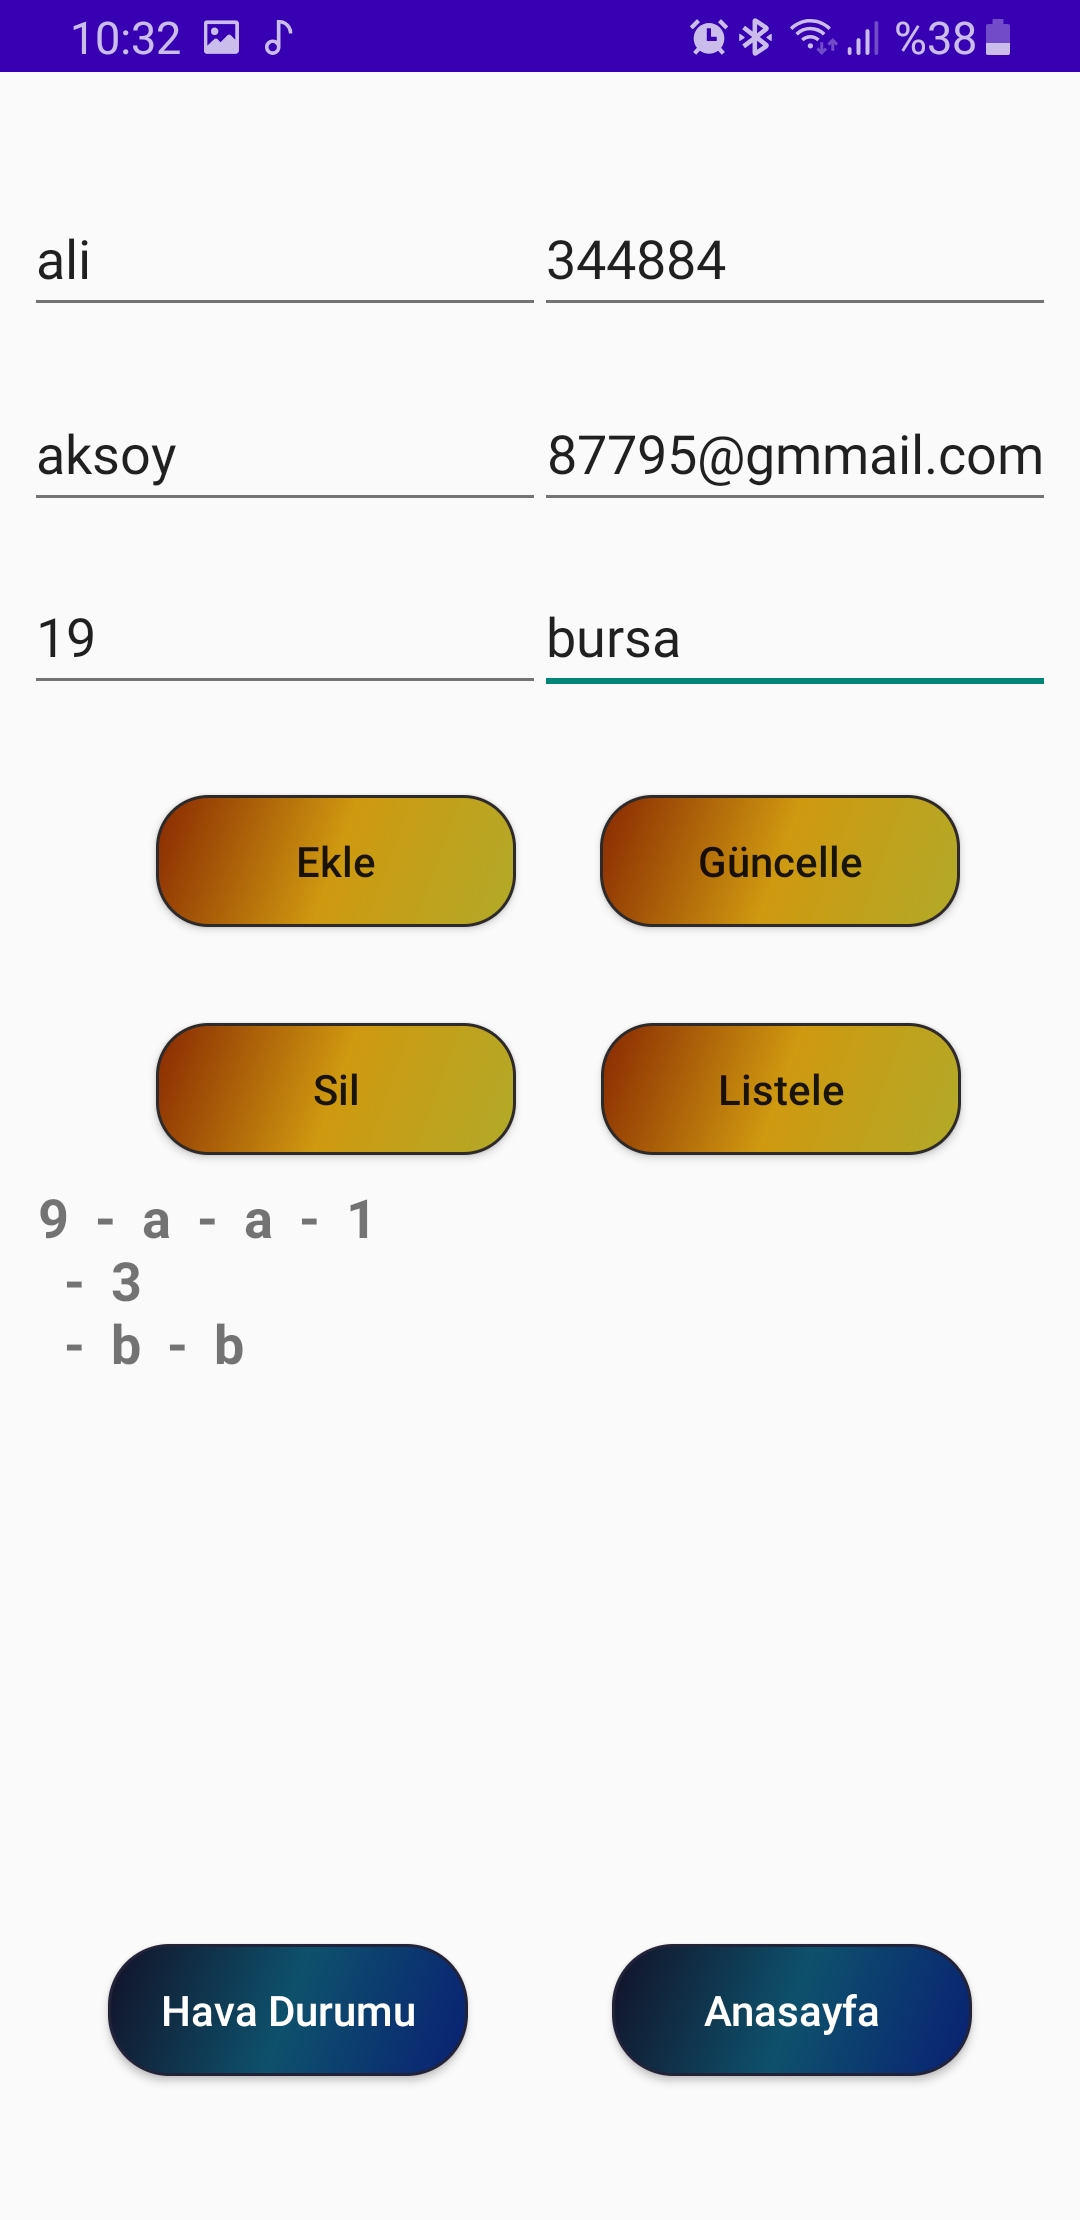 10:32 %38
ali 344884
aksoy 87795@gmmail.com
19 bursa
Ekle Güncelle
Sil Listele
9 - a - a - 1
- 3
- b - b
Hava Durumu Anasayfa